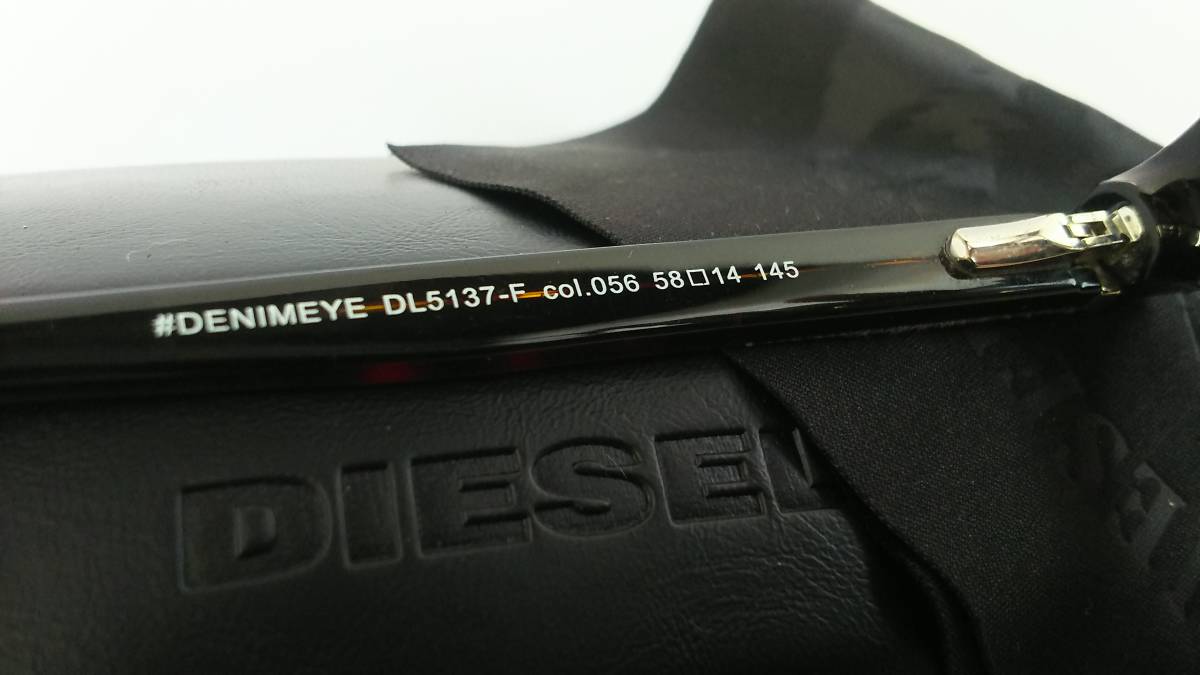 #DENIMEYE DL5137-F col.056 58□14 145
DIESEL